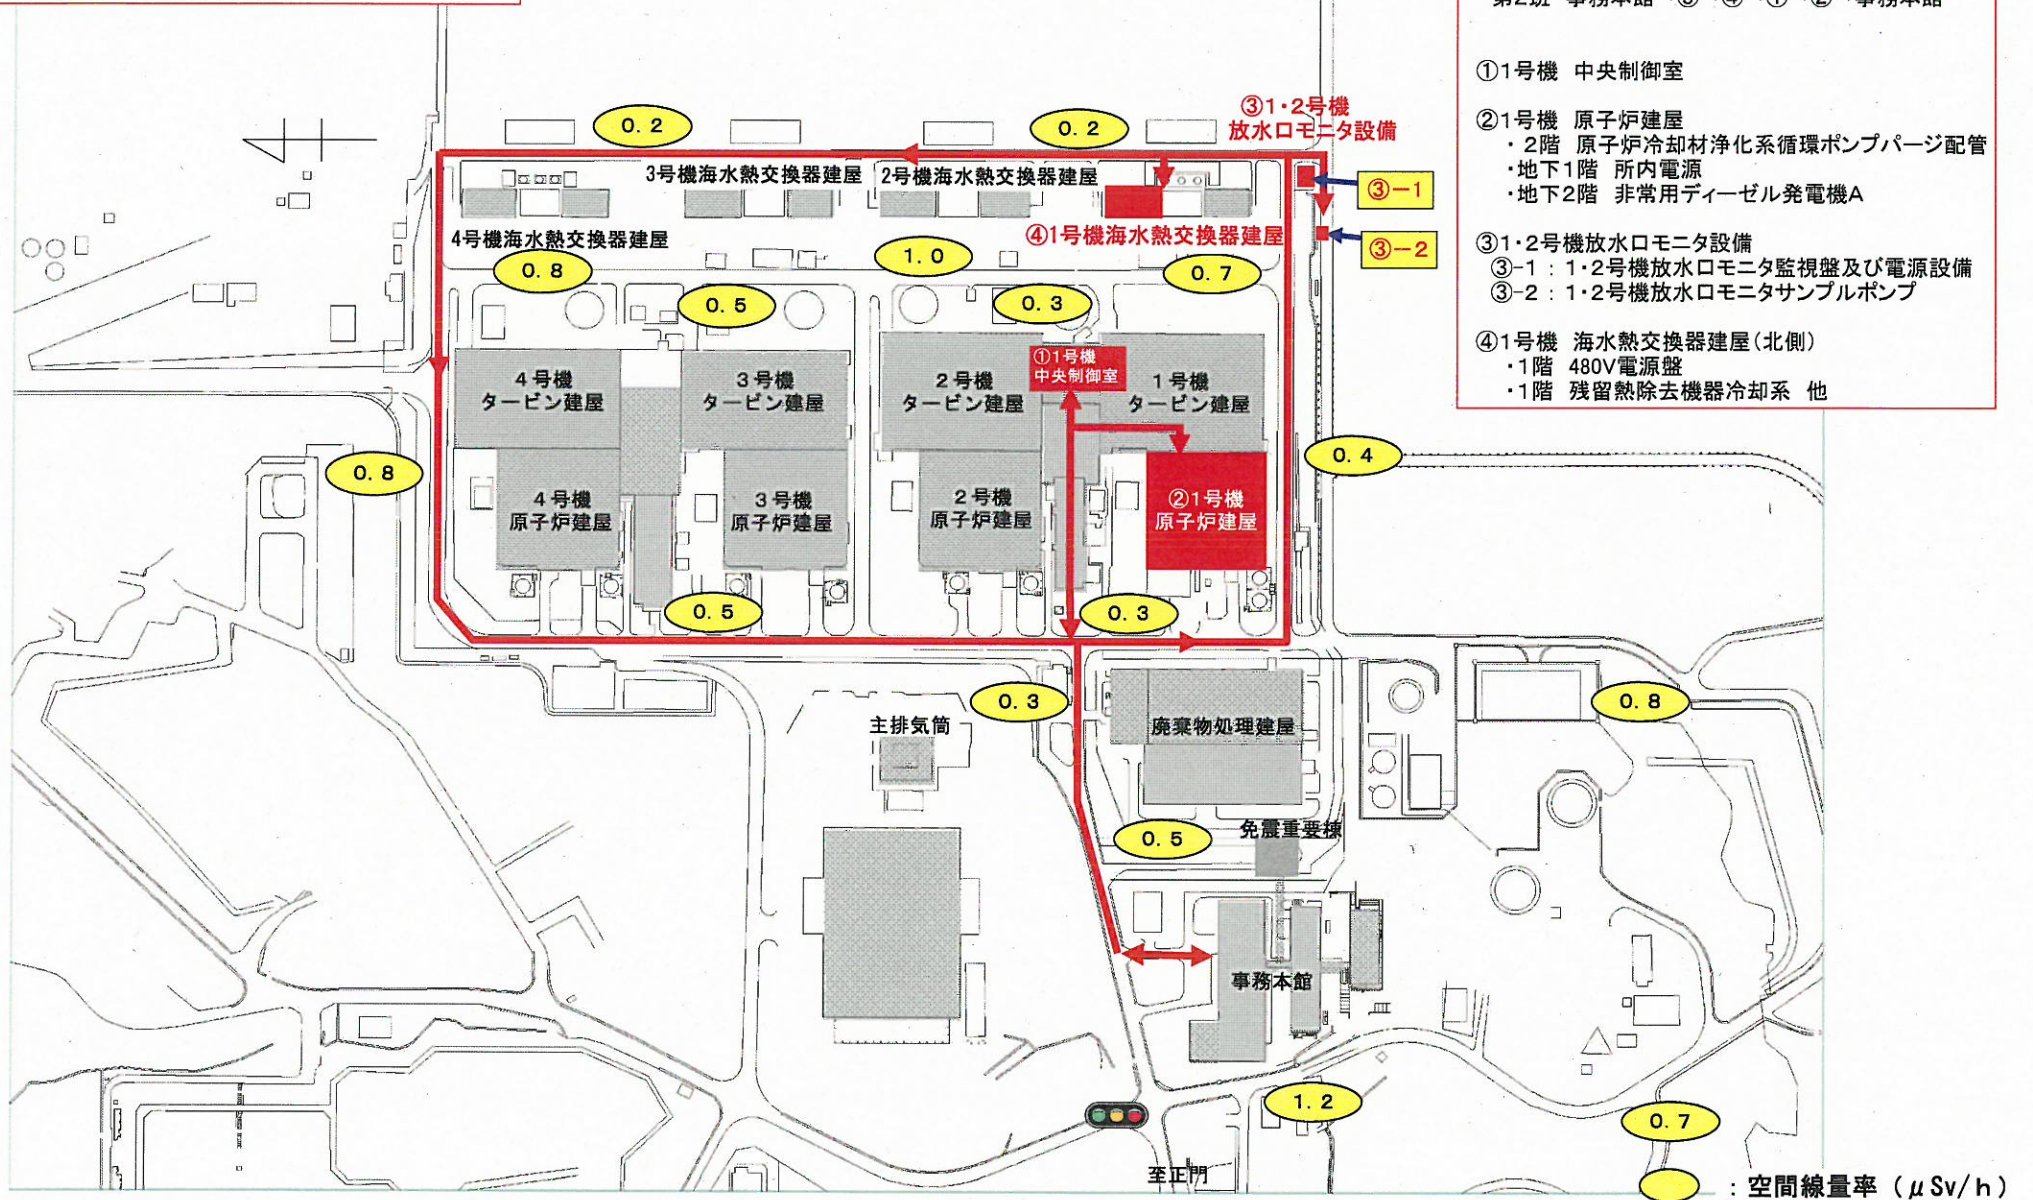 第2班 事務本館
①1号機 中央制御室
②1号機 原子炉建屋
・2階 原子炉冷却材浄化系循環ポンプパージ配管
・地下1階 所内電源
・地下2階 非常用ディーゼル発電機A
③1・2号機放水口モニタ設備
③-1：1・2号機放水口モニタ監視盤及び電源設備
③-2：1・2号機放水口モニタサンプルポンプ
④1号機 海水熱交換器建屋(北側)
・1階 480V電源盤
・1階 残留熱除去機器冷却系 他
③1・2号機
放水口モニタ設備
0.2
0.2
3号機海水熱交換器建屋
2号機海水熱交換器建屋
③-1
4号機海水熱交換器建屋
④1号機海水熱交換器建屋
③-2
0.8
1.0
0.7
0.5
0.3
①1号機
中央制御室
4号機
タービン建屋
3号機
タービン建屋
2号機
タービン建屋
1号機
タービン建屋
0.8
0.4
4号機
原子炉建屋
3号機
原子炉建屋
2号機
原子炉建屋
②1号機
原子炉建屋
0.5
0.3
0.3
0.8
主排気筒
廃棄物処理建屋
0.5
免震重要棟
事務本館
1.2
0.7
至正門
：空間線量率（μSv/h）